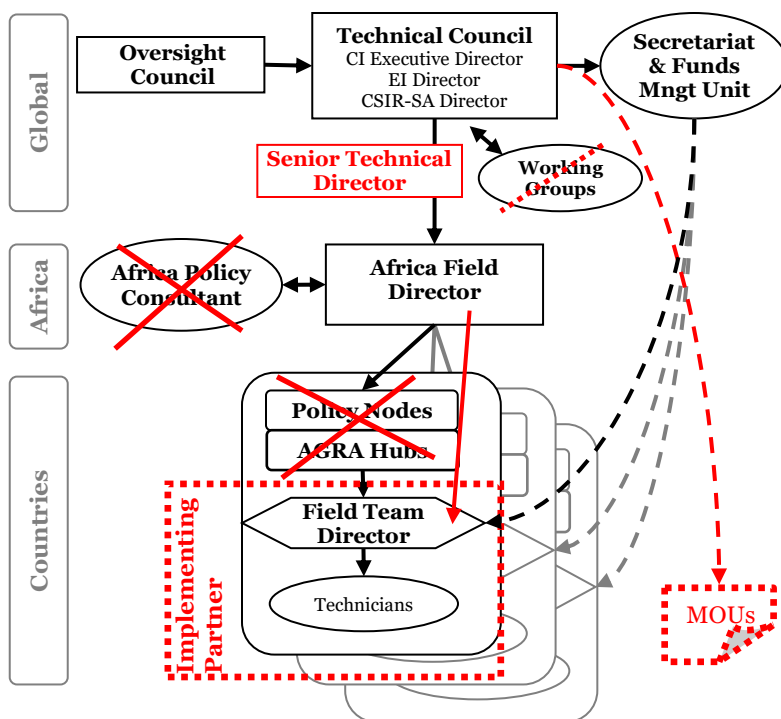 Global
Oversight
Council
Technical Council
CI Executive Director
EI Director
CSIR-SA Director
Secretariat
& Funds
Mngt Unit
Senior Technical
Director
Working
Groups
Africa
Africa Policy
Consultant
Africa Field
Director
Countries
Policy Nodes
AGRA Hubs
Implementing
Partner
Field Team
Director
Technicians
MOUs